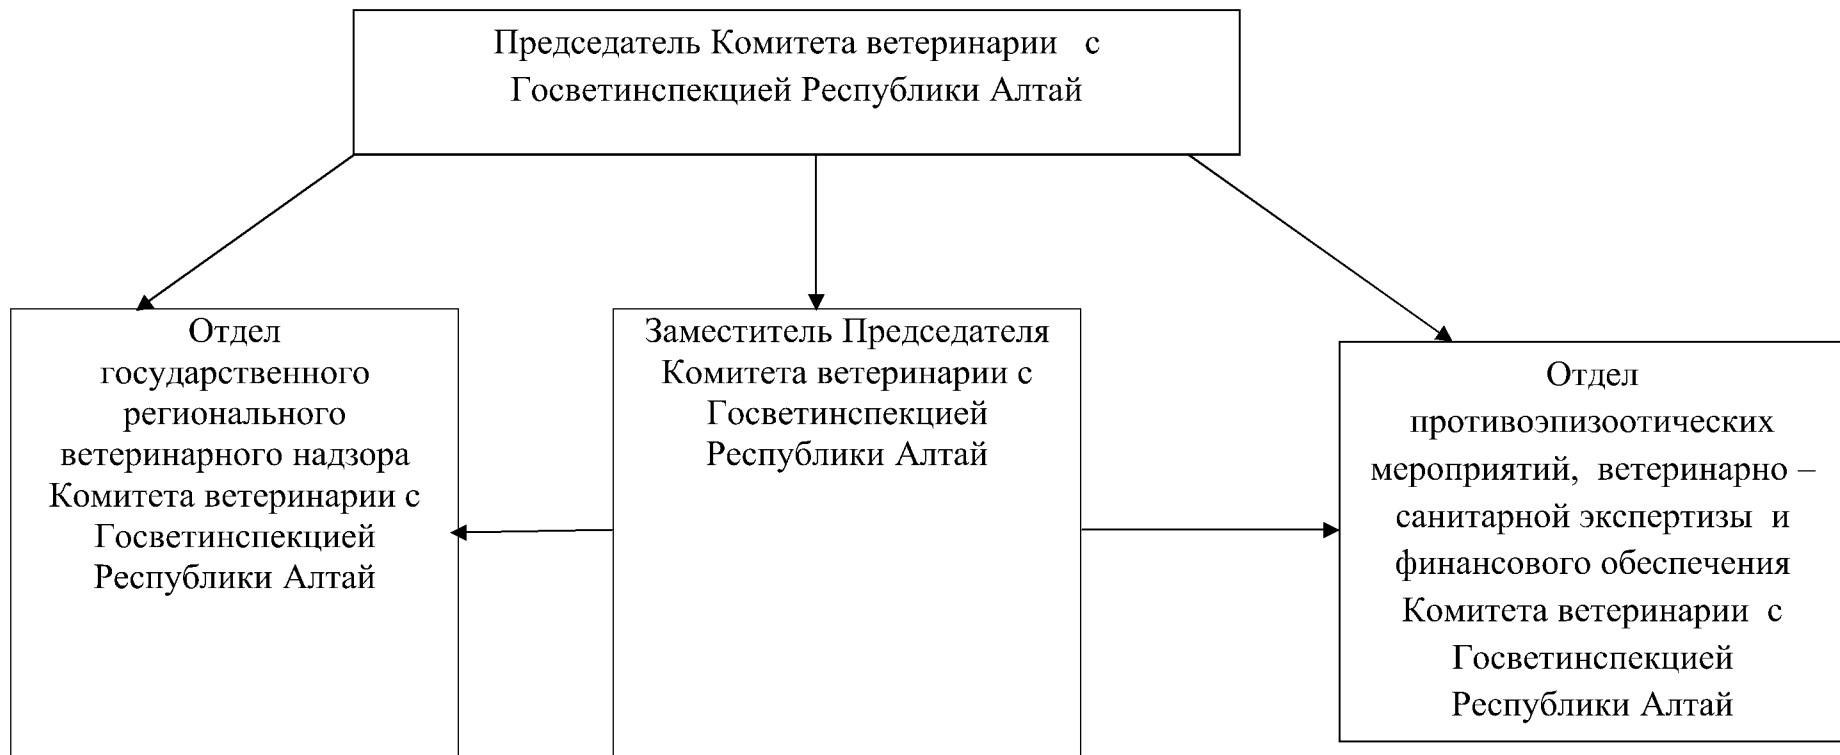 Председатель Комитета ветеринарии с
Госветинспекцией Республики Алтай
Отдел
государственного
регионального
ветеринарного надзора
Комитета ветеринарии с
Госветинспекцией
Республики Алтай
Заместитель Председателя
Комитета ветеринарии с
Госветинспекцией
Республики Алтай
Отдел
противоэпизоотических
мероприятий, ветеринарно –
санитарной экспертизы и
финансового обеспечения
Комитета ветеринарии с
Госветинспекцией
Республики Алтай